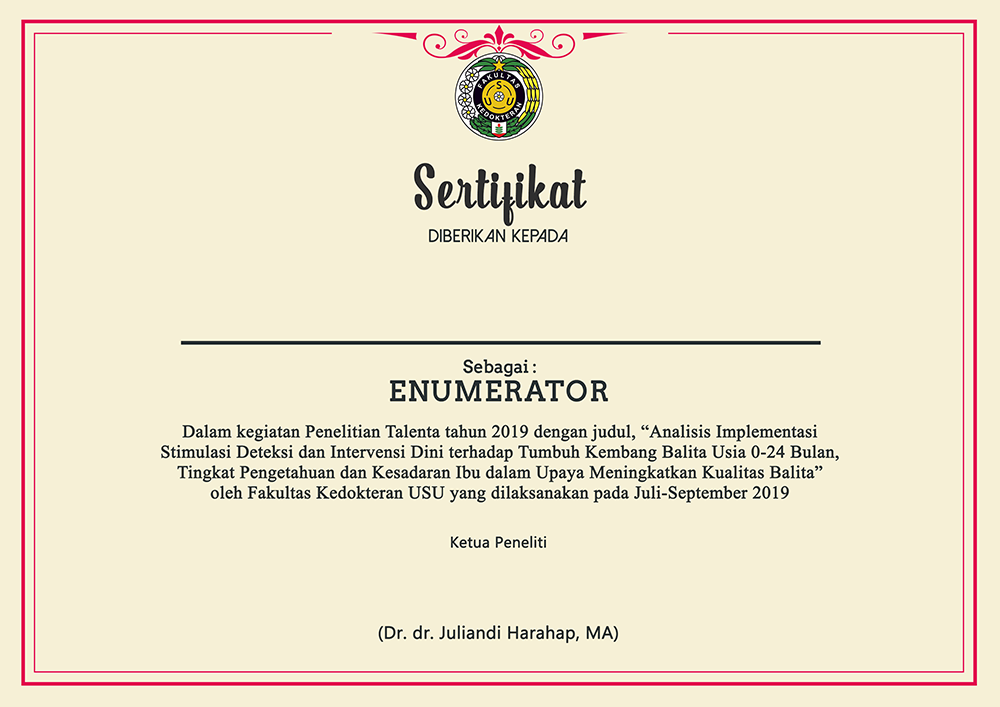 FAKULTAS
USU
KEDOKTERAN
Sertifikat
DIBERIKAN KEPADA
Sebagai :
ENUMERATOR
Dalam kegiatan Penelitian Talenta tahun 2019 dengan judul, “Analisis Implementasi
Stimulasi Deteksi dan Intervensi Dini terhadap Tumbuh Kembang Balita Usia 0-24 Bulan,
Tingkat Pengetahuan dan Kesadaran Ibu dalam Upaya Meningkatkan Kualitas Balita”
oleh Fakultas Kedokteran USU yang dilaksanakan pada Juli-September 2019
Ketua Peneliti
(Dr. dr. Juliandi Harahap, MA)